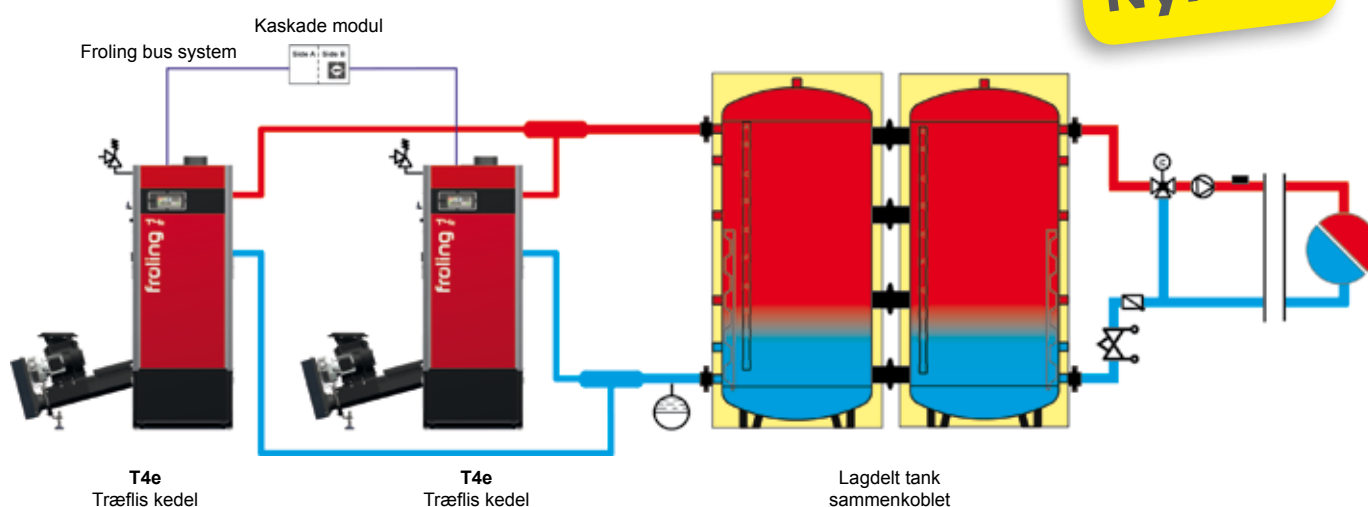 Kaskade modul
Froling bus system
Side A Side B
froling
froling
T4e
Træflis kedel
T4e
Træflis kedel
Lagdelt tank
sammenkoblet